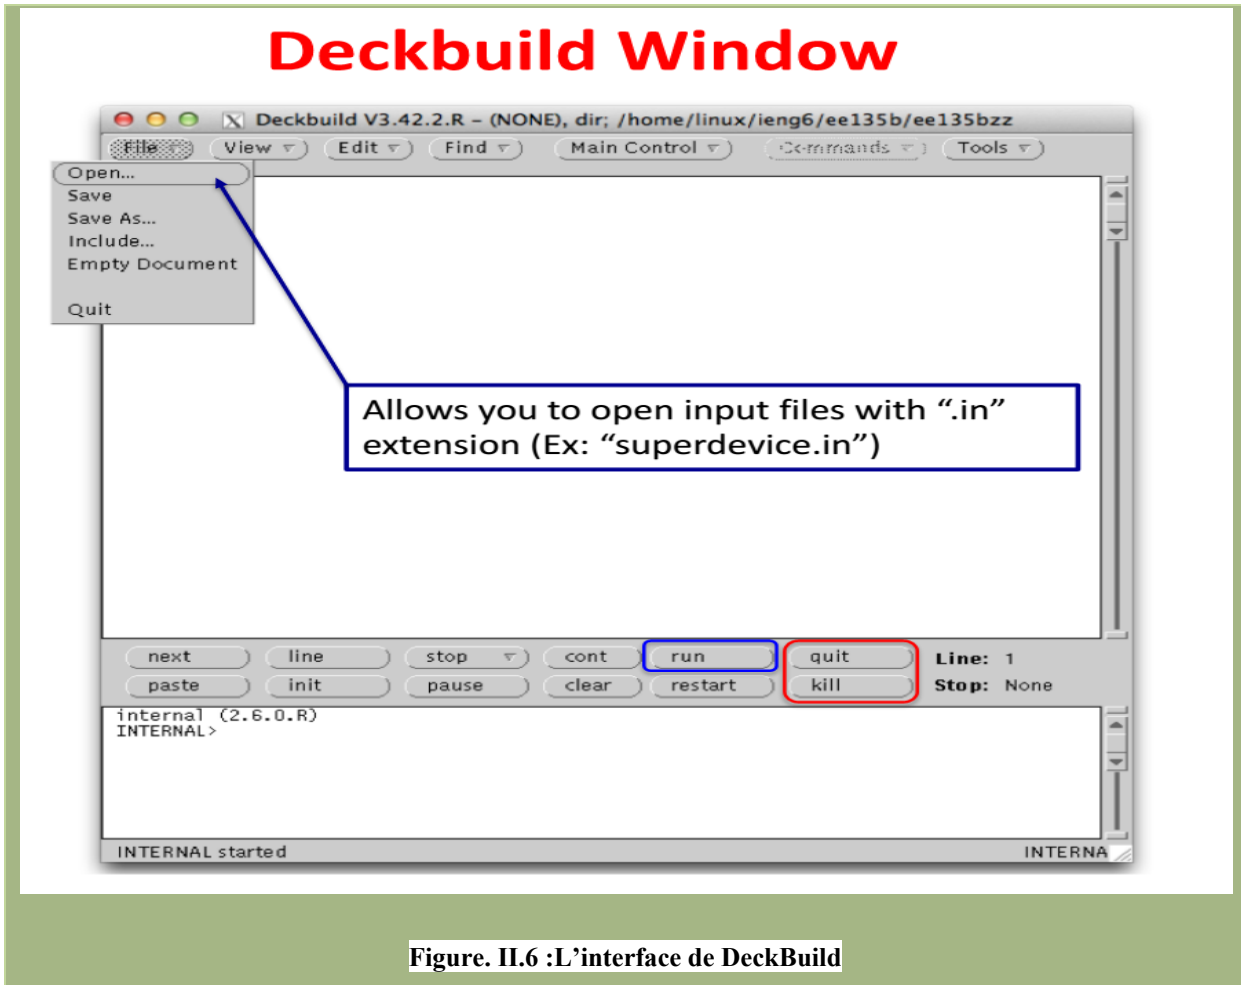 Deckbuild Window
Deckbuild V3.42.2.R – (NONE), dir; /home/linux/ieng6/ee135b/ee135bzz
File View Edit Find Main Control Commands Tools
Open...
Save
Save As...
Include...
Empty Document
Quit
Allows you to open input files with “.in”
extension (Ex: “superdevice.in”)
next line stop cont run quit Line: 1
paste init pause clear restart kill Stop: None
internal (2.6.0.R)
INTERNAL>
INTERNAL started INTERNA
Figure. II.6 :L’interface de DeckBuild